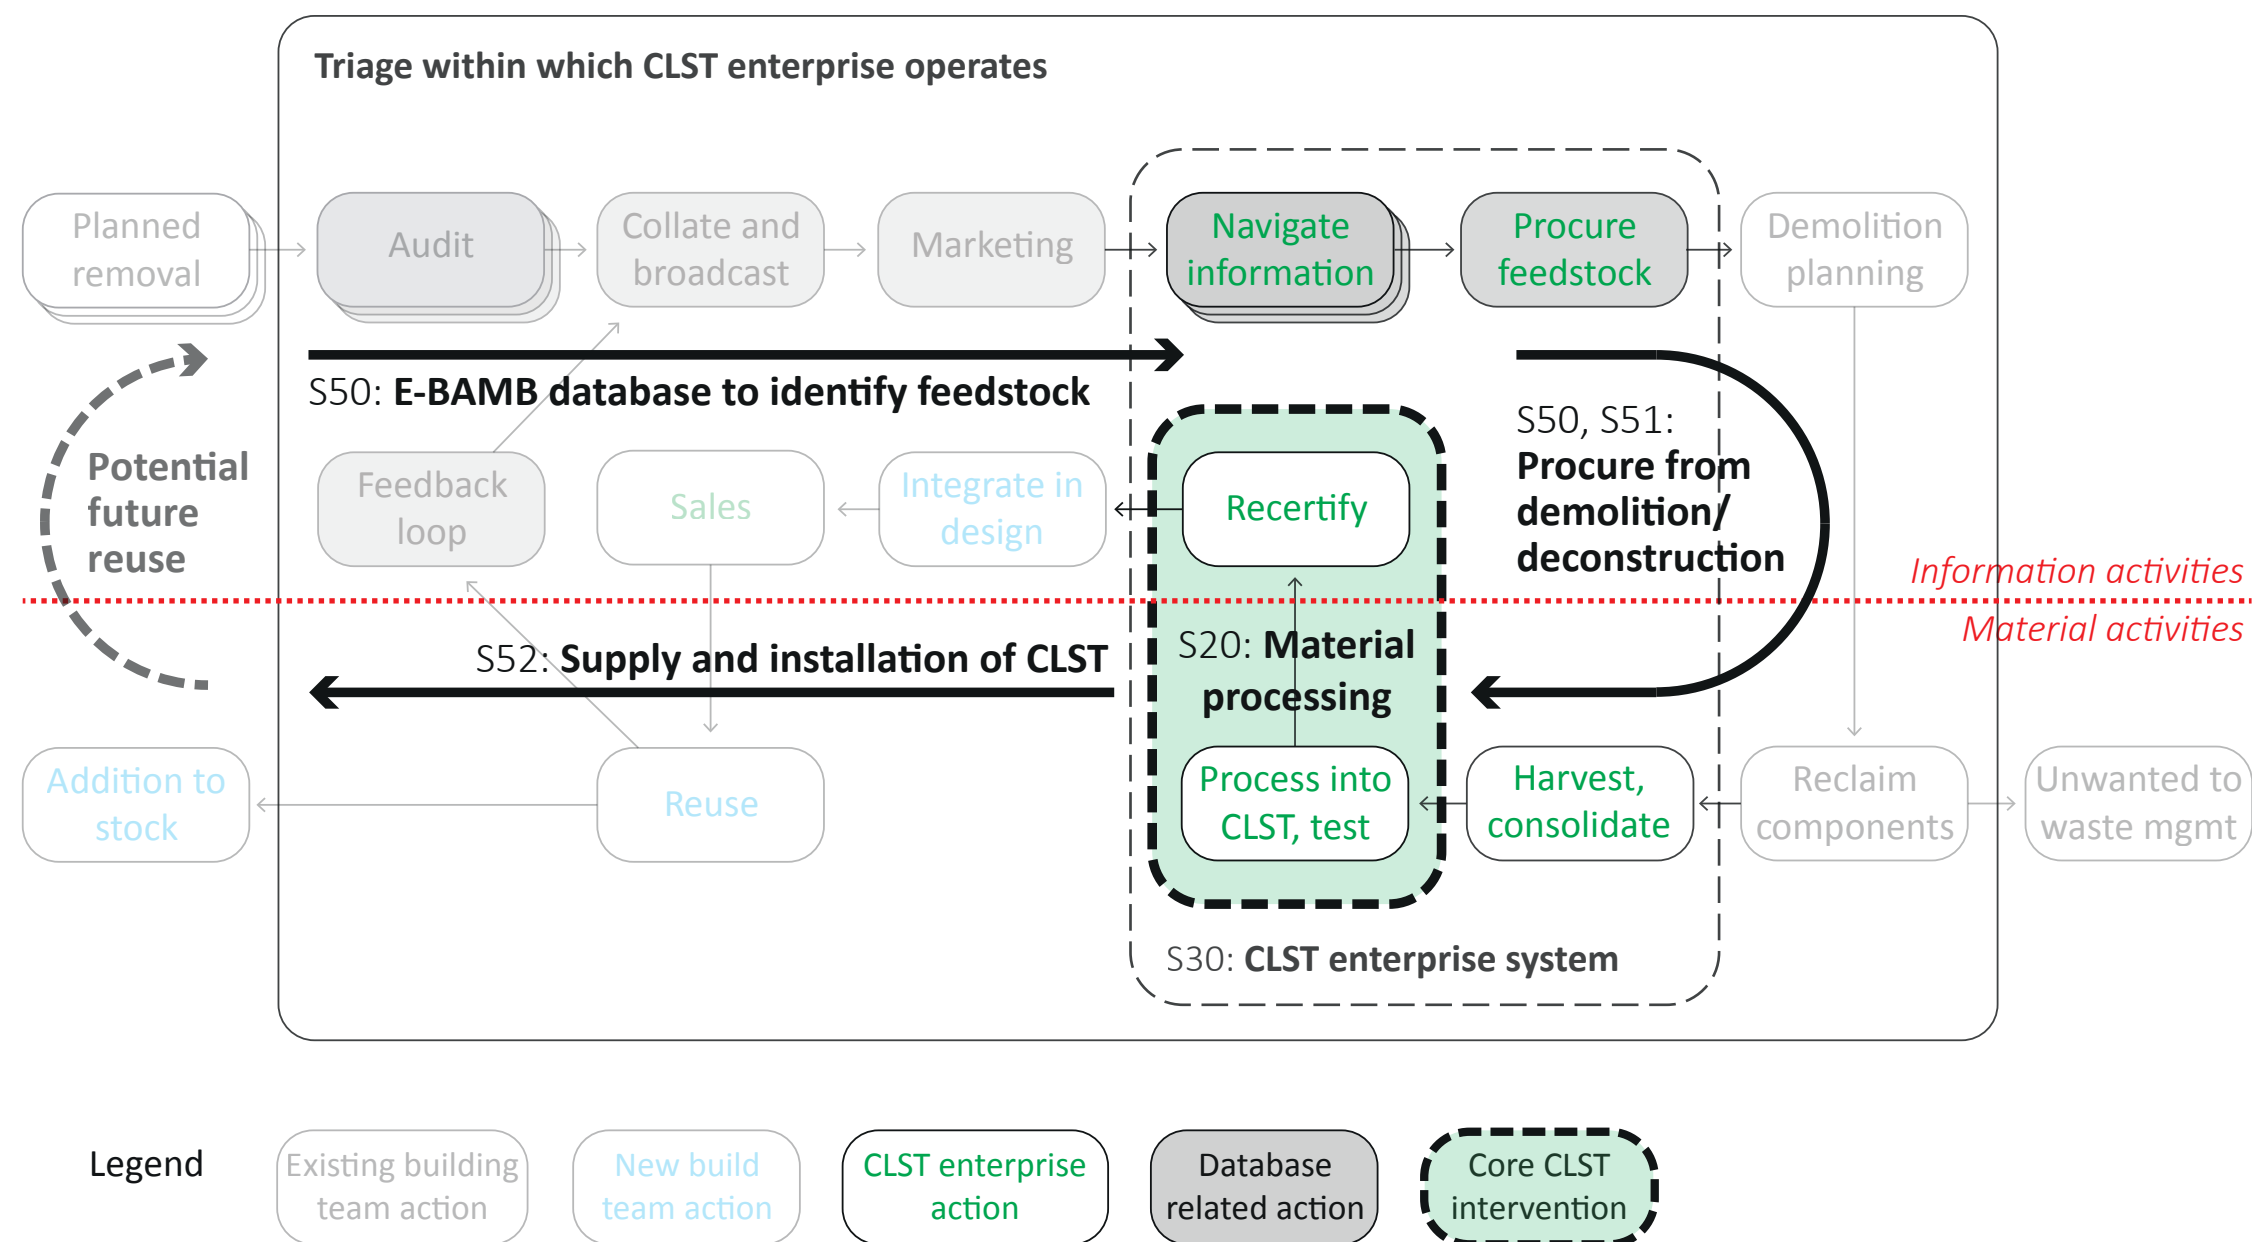 Triage within which CLST enterprise operates
Planned
removal
Audit
Collate and
broadcast
Marketing
Navigate
information
Procure
feedstock
Demolition
planning
S50: E-BAMB database to identify feedstock
S50, S51:
Procure from
demolition/
deconstruction
Potential
future
reuse
Feedback
loop
Sales
Integrate in
design
Recertify
Information activities
Material activities
S52: Supply and installation of CLST
S20: Material
processing
Addition to
stock
Reuse
Process into
CLST, test
Harvest,
consolidate
Reclaim
components
Unwanted to
waste mgmt
S30: CLST enterprise system
Legend
Existing building
team action
New build
team action
CLST enterprise
action
Database
related action
Core CLST
intervention